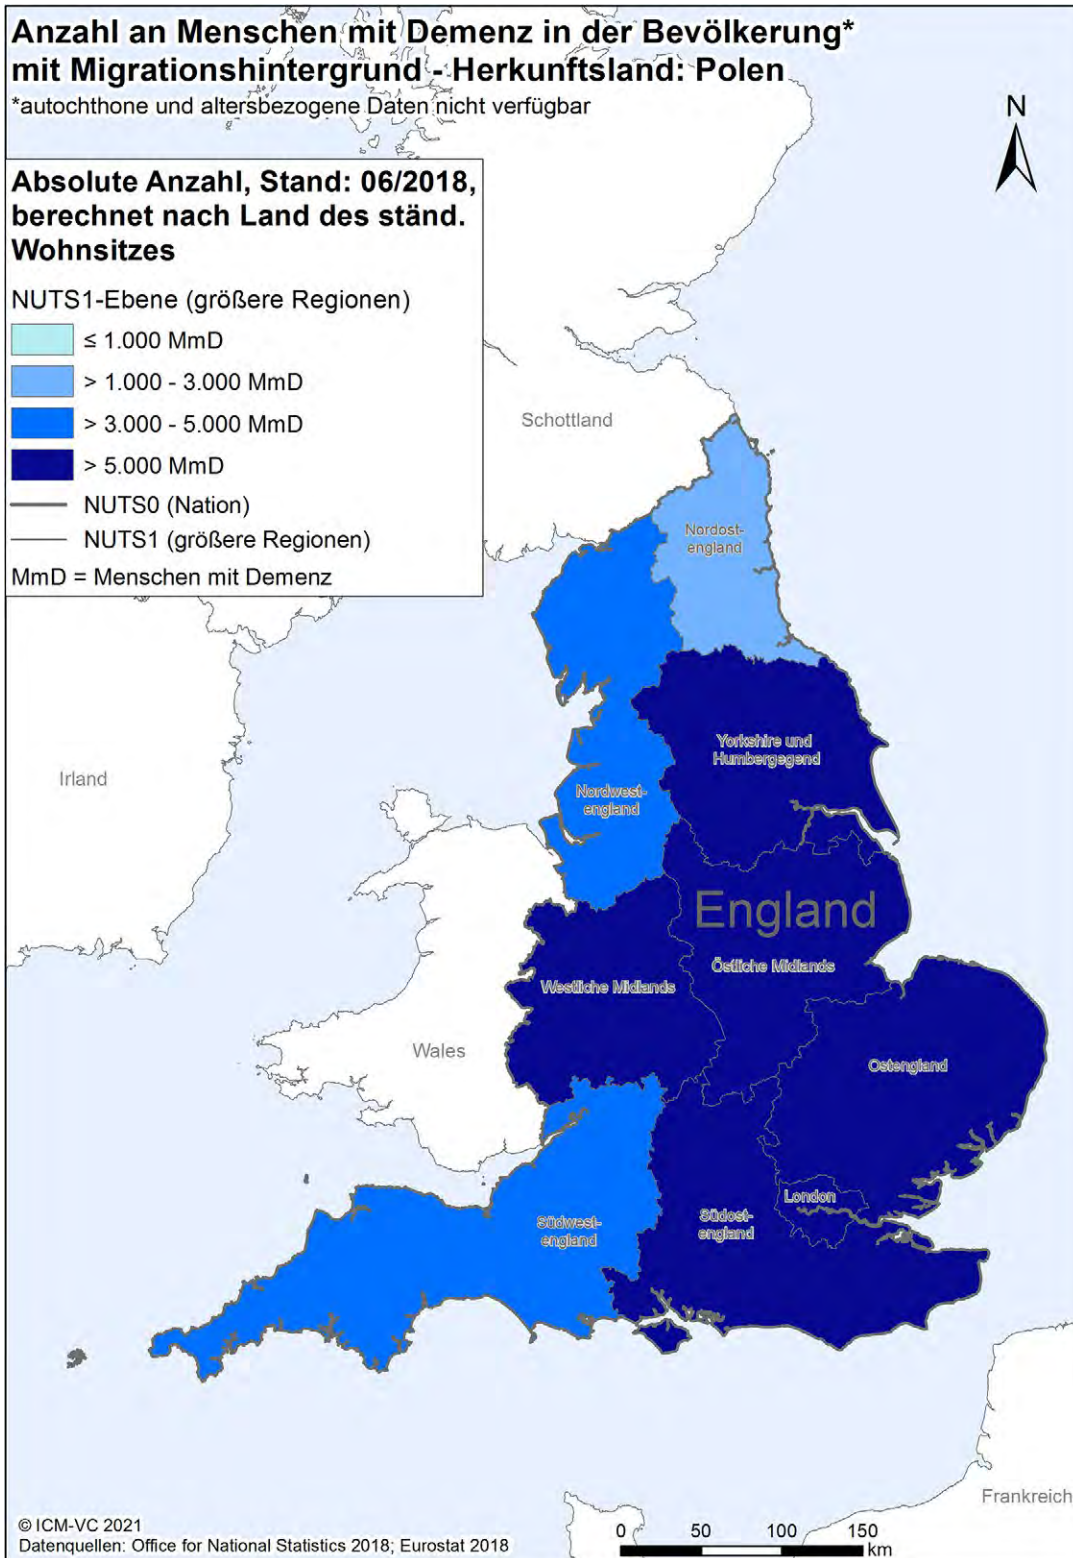 Anzahl an Menschen mit Demenz in der Bevölkerung*
mit Migrationshintergrund - Herkunftsland: Polen
*autochthone und altersbezogene Daten nicht verfügbar
N
Absolute Anzahl, Stand: 06/2018,
berechnet nach Land des ständ.
Wohnsitzes
NUTS1-Ebene (größere Regionen)
≤ 1.000 MmD
> 1.000 - 3.000 MmD
> 3.000 - 5.000 MmD
> 5.000 MmD
NUTS0 (Nation)
NUTS1 (größere Regionen)
MmD = Menschen mit Demenz
Schottland
Nordost-
england
Yorkshire und
Humbergegend
Irland
Nordwest-
england
England
Östliche Midlands
Westliche Midlands
Wales
Ostengland
London
Südwest-
england
Südost-
england
Frankreich
© ICM-VC 2021
Datenquellen: Office for National Statistics 2018; Eurostat 2018
0 50 100 150
km